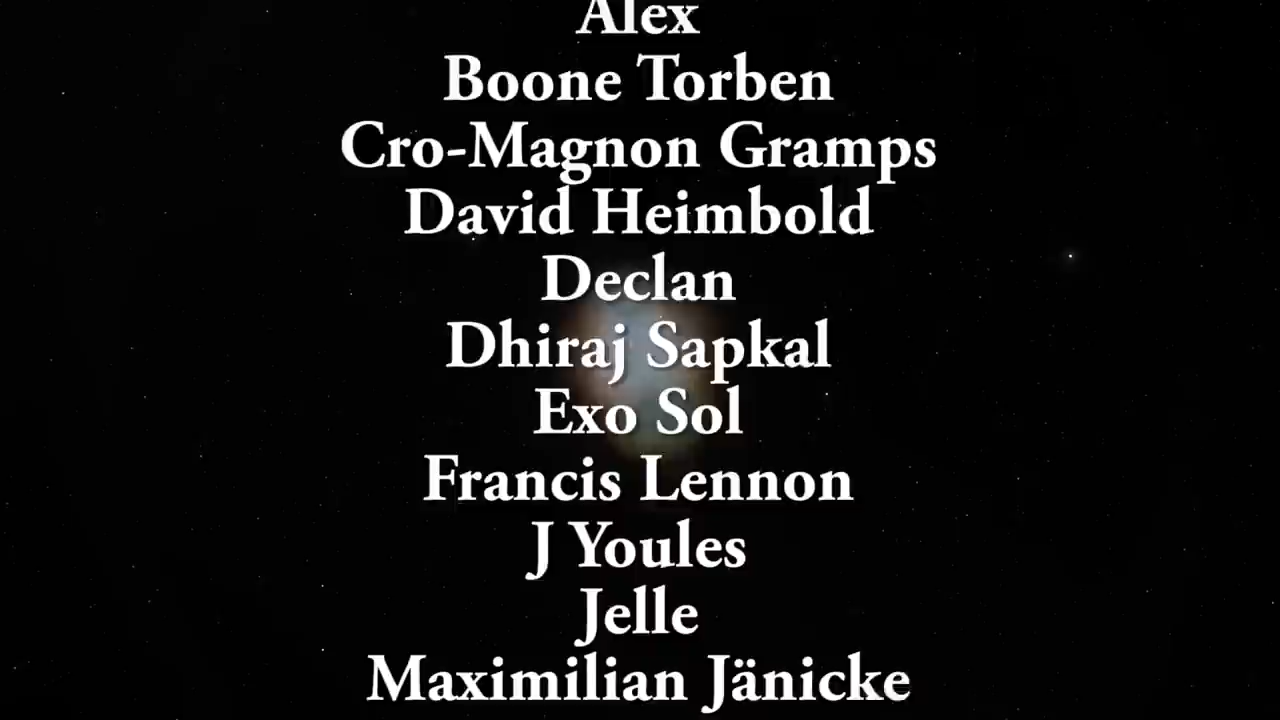 Alex
Boone Torben
Cro-Magnon Gramps
David Heimbold
Declan
Dhiraj Sapkal
Exo Sol
Francis Lennon
J Youles
Jelle
Maximilian Jänicke